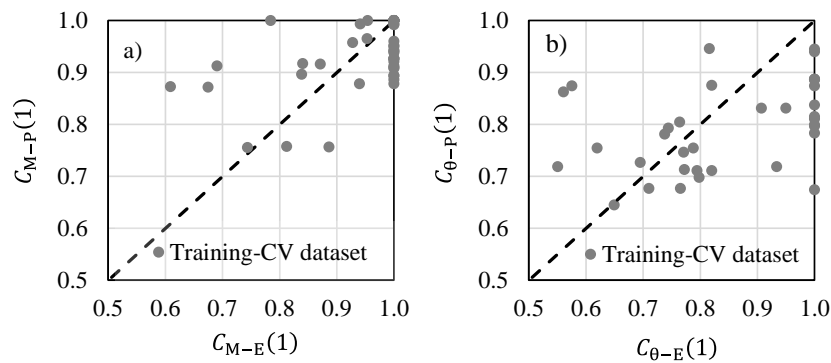 a)
1.0
0.9
0.8
0.7
0.6
0.5
C_M−P(1)
Training-CV dataset
0.5 0.6 0.7 0.8 0.9 1.0
C_M−E(1)
b)
1.0
0.9
0.8
0.7
0.6
0.5
C_θ−P(1)
Training-CV dataset
0.5 0.6 0.7 0.8 0.9 1.0
C_θ−E(1)